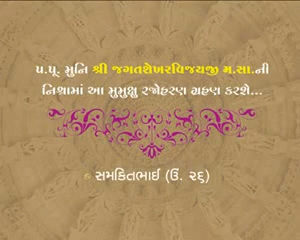 પ.પૂ. મુનિ શ્રી જગતશેખરવિજયજી મ.સા.ની
નિશ્રામાં આ મુમુક્ષુ રજોહરણ ગ્રહણ કરશે...
સમકિતભાઈ (ઉ. ૨૬)